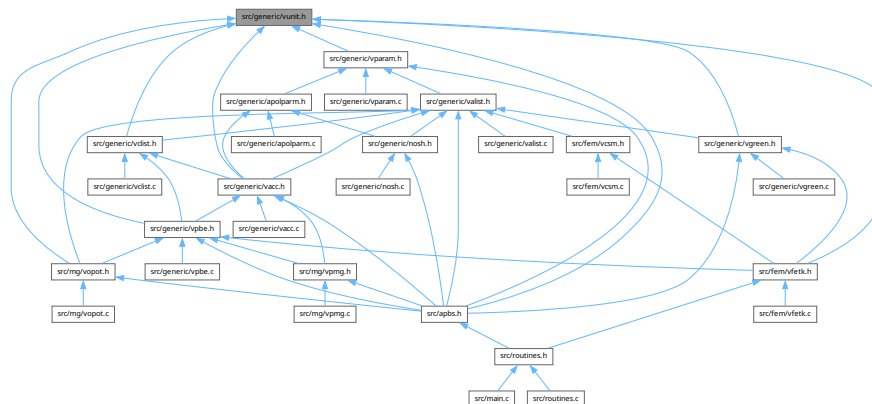 src/generic/vunit.h
src/generic/vparam.h
src/generic/apolparm.h
src/generic/vparam.c
src/generic/valist.h
src/generic/vclist.h
src/generic/apolparm.c
src/generic/nosh.h
src/generic/valist.c
src/fem/vcsm.h
src/generic/vgreen.h
src/generic/vclist.c
src/generic/vacc.h
src/generic/nosh.c
src/fem/vcsm.c
src/generic/vgreen.c
src/generic/vpbe.h
src/generic/vacc.c
src/mg/vopot.h
src/generic/vpbe.c
src/mg/vpmg.h
src/fem/vfetk.h
src/mg/vopot.c
src/mg/vpmg.c
src/apbs.h
src/fem/vfetk.c
src/routines.h
src/main.c
src/routines.c